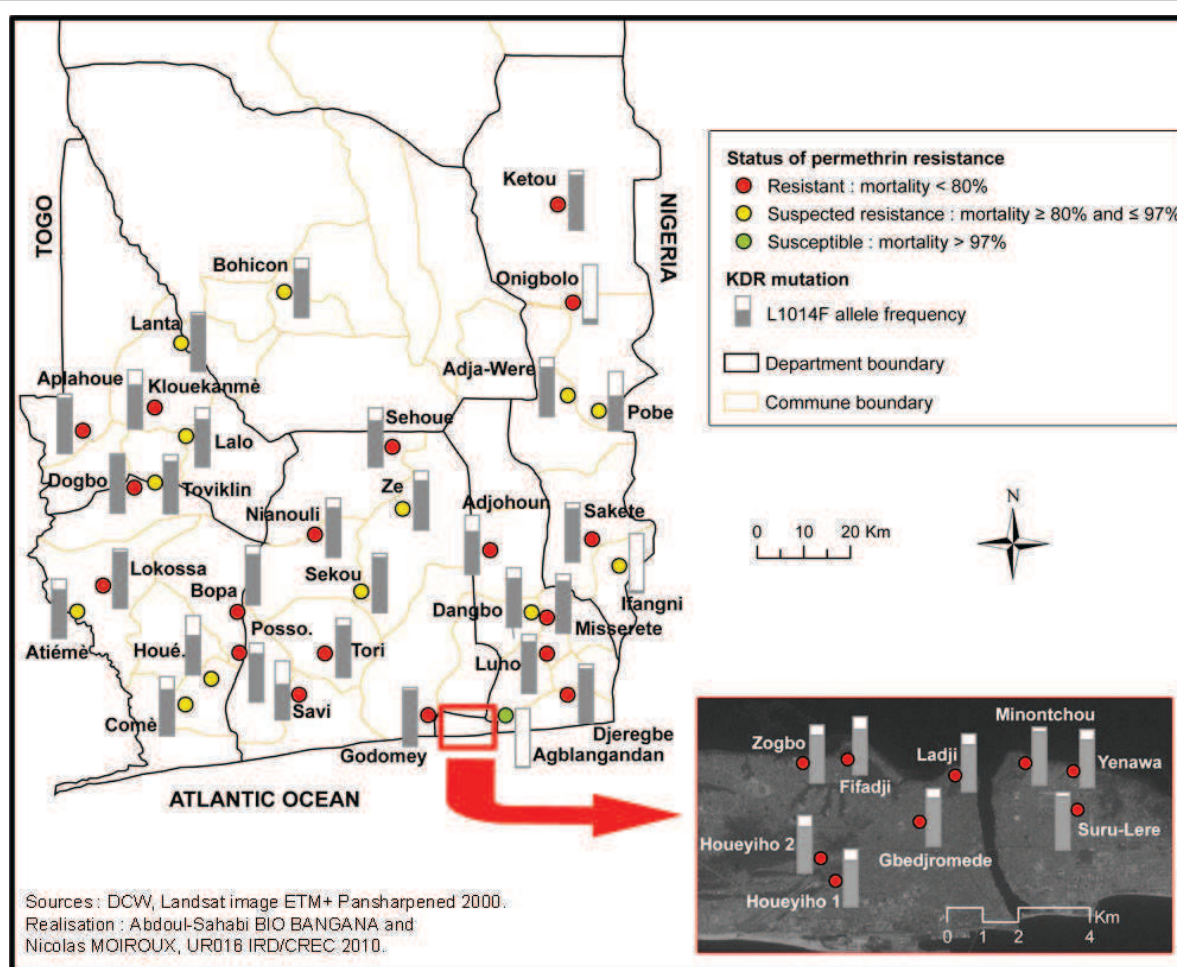 TOGO
NIGERIA
Ketou
Bohicon
Onigbolo
Lanta
Adja-Were
Aplahoue
Klouekanmè
Pobe
Sehoue
Lalo
Dogbo
Toviklin
Ze
Adjohoun
Sakete
Nianouli
Lokossa
Bopa
Sekou
Dangbo
Ifangni
Misserete
Atiémè
Houé.
Posso.
Tori
Luho
Comè
Savi
Djeregbe
Godomey
Agblangandan
ATLANTIC OCEAN
Status of permethrin resistance
Resistant : mortality < 80%
Suspected resistance : mortality ≥ 80% and ≤ 97%
Susceptible : mortality > 97%
KDR mutation
L1014F allele frequency
Department boundary
Commune boundary
0 10 20 Km
N
Minontchou
Zogbo
Ladji
Yenawa
Fifadji
Suru-Lere
Houeyiho 2
Gbedjromede
Houeyiho 1
Km
0 1 2 4
Sources : DCW, Landsat image ETM+ Pansharpened 2000.
Realisation : Abdoul-Sahabi BIO BANGANA and
Nicolas MOIROUX, UR016 IRD/CREC 2010.